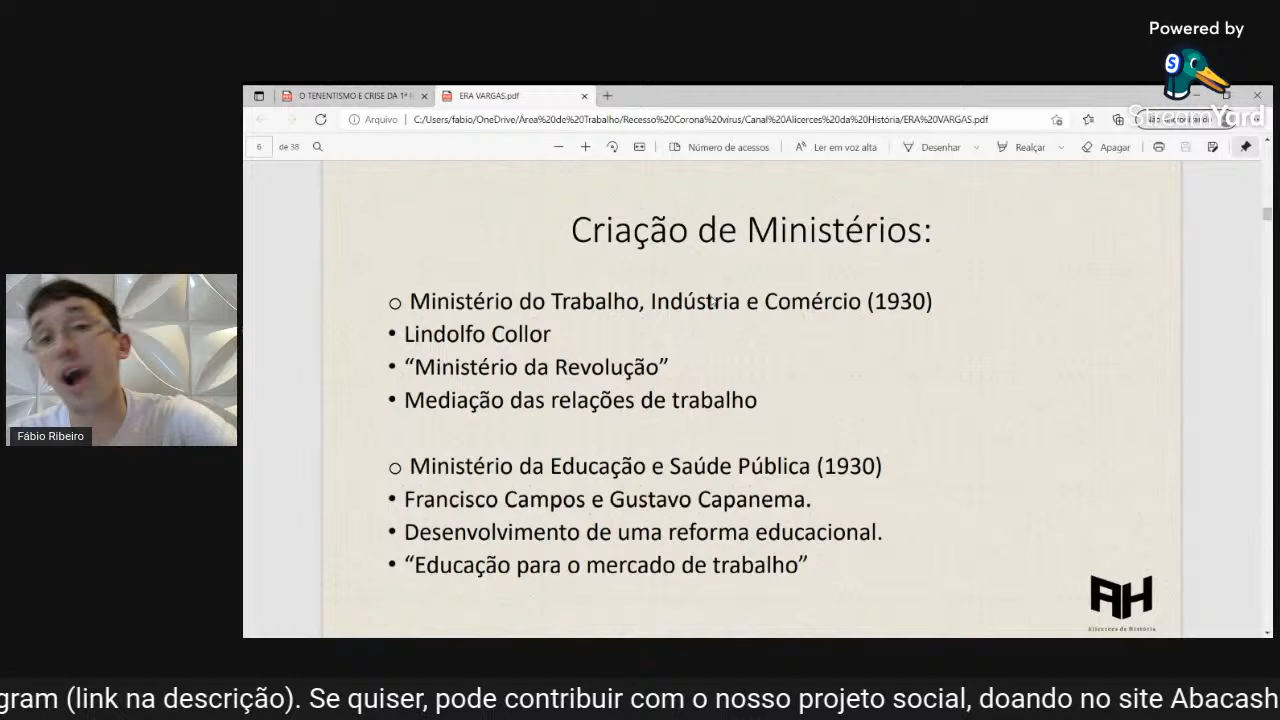 Powered by
StreamYard
O TENENTISMO E CRISE DA 1ª
ERA VARGAS.pdf
Arquivo
C:/Users/fabio/OneDrive/Área%20de%20Trabalho/Recesso%20Corona%20vírus/Canal%20Alicerces%20da%20História/ERA%20VARGAS.pdf
6 de 38
Número de acessos
Ler em voz alta
Desenhar
Realçar
Apagar
Criação de Ministérios:
o Ministério do Trabalho, Indústria e Comércio (1930)
• Lindolfo Collor
• “Ministério da Revolução”
• Mediação das relações de trabalho
o Ministério da Educação e Saúde Pública (1930)
• Francisco Campos e Gustavo Capanema.
• Desenvolvimento de uma reforma educacional.
• “Educação para o mercado de trabalho”
AH
Alicerces da História
Fábio Ribeiro
gram (link na descrição). Se quiser, pode contribuir com o nosso projeto social, doando no site Abacash